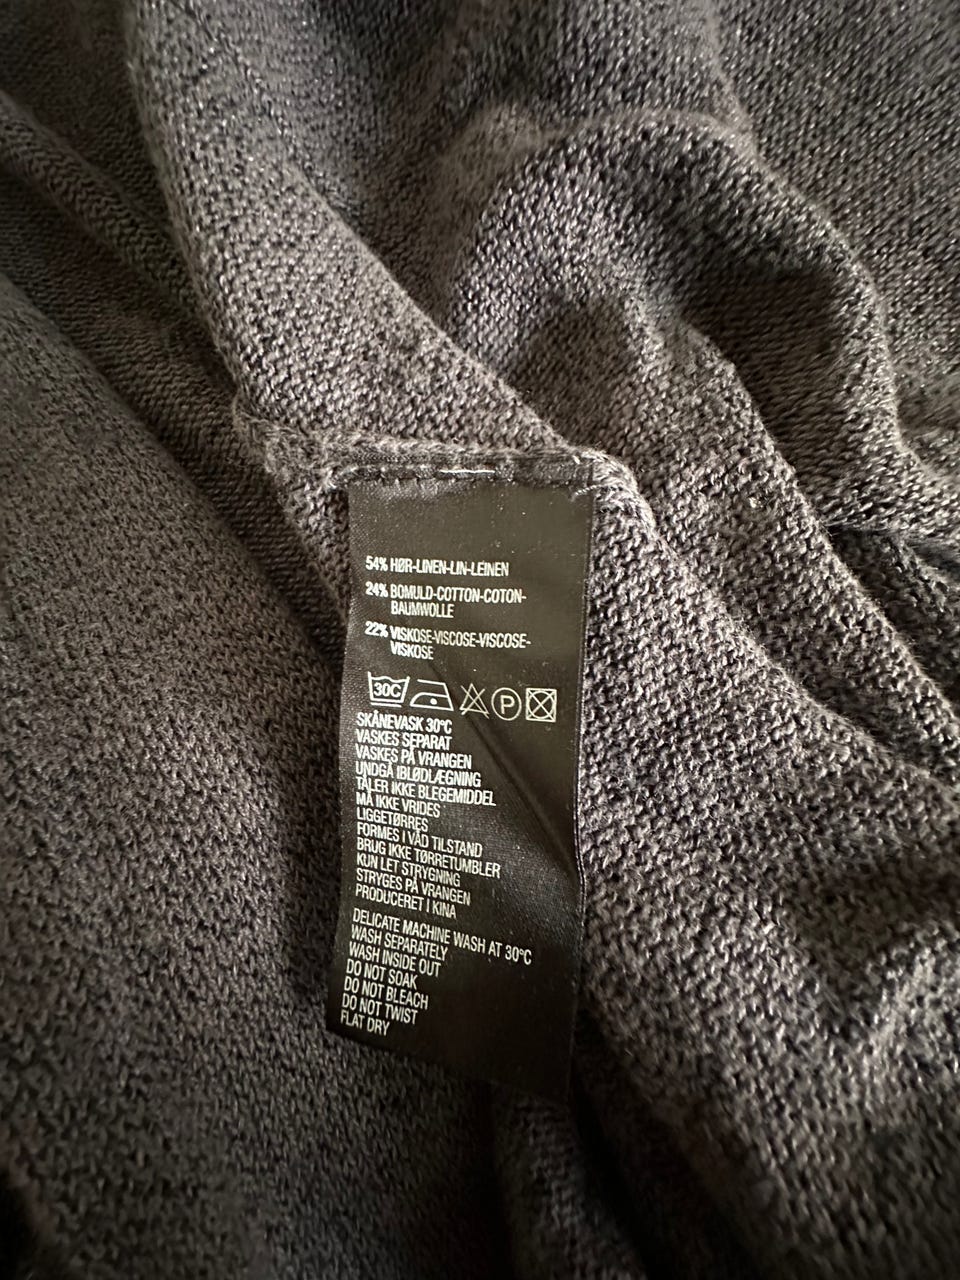 54% HØR-LINEN-LIN-LEINEN
24% BOMULD-COTTON-COTON-
BAUMWOLLE
22% VISKOSE-VISCOSE-VISCOSE-
VISKOSE
30C P
SKÅNEVASK 30°C
VASKES SEPARAT
VASKES PÅ VRANGEN
UNDGÅ IBLØDLÆGNING
TÅLER IKKE BLEGEMIDDEL
MÅ IKKE VRIDES
LIGGETØRRES
FORMES I VÅD TILSTAND
BRUG IKKE TØRRETUMBLER
KUN LET STRYGNING
STRYGES PÅ VRANGEN
PRODUCERET I KINA
DELICATE MACHINE WASH AT 30°C
WASH SEPARATELY
WASH INSIDE OUT
DO NOT SOAK
DO NOT BLEACH
DO NOT TWIST
FLAT DRY